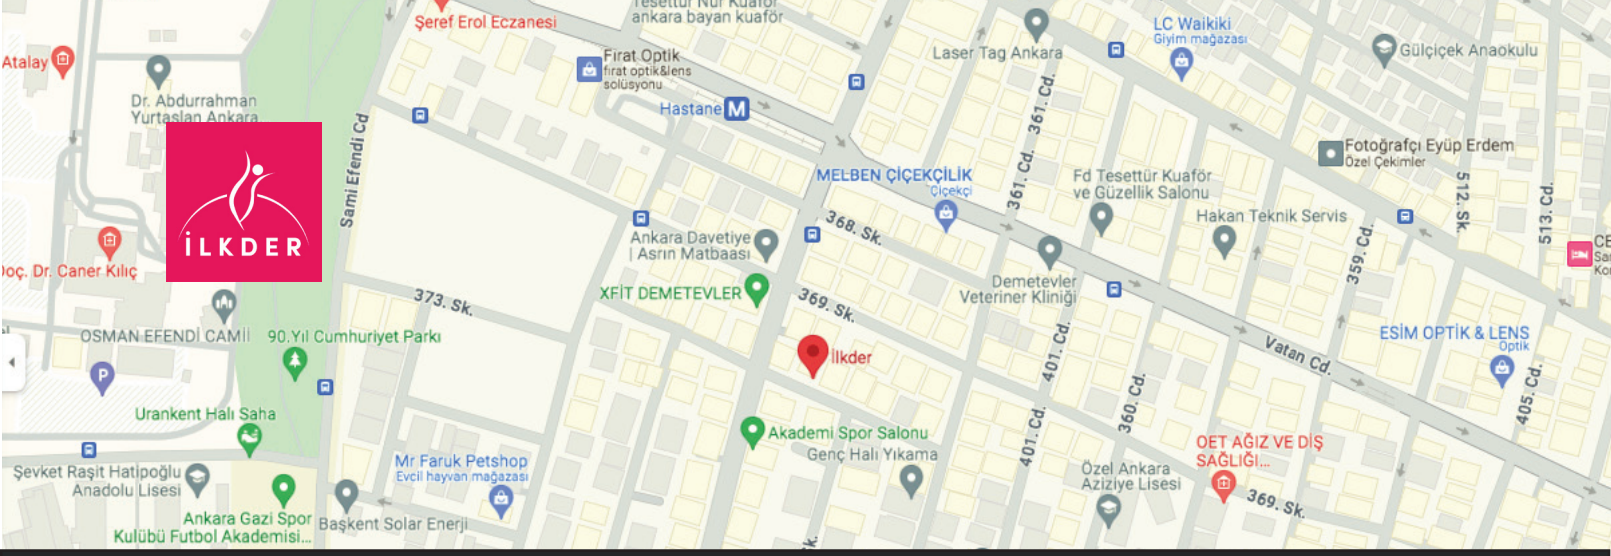 Tesettür Nur Kuaför
ankara bayan kuaför
Şeref Erol Eczanesi
LC Waikiki
Giyim mağazası
Laser Tag Ankara
Gülçiçek Anaokulu
Fırat Optik
fırat optik&lens
solüsyonu
Atalay
Dr. Abdurrahman
Yurtaslan Ankara
Hastane M
361. Cd.
361. Cd.
Sami Efendi Cd
Fotoğrafçı Eyüp Erdem
Özel Çekimler
MELBEN ÇİÇEKÇİLİK
Çiçekçi
Fd Tesettür Kuaför
ve Güzellik Salonu
512. Sk.
513. Cd.
Hakan Teknik Servis
368. Sk.
Ankara Davetiye
| Asrın Matbaası
İLKDER
359. Cd.
Doç. Dr. Caner Kılıç
Demetevler
Veteriner Kliniği
XFİT DEMETEVLER
373. Sk.
369. Sk.
OSMAN EFENDİ CAMİİ
90.Yıl Cumhuriyet Parkı
ESİM OPTİK & LENS
Optik
Vatan Cd.
401. Cd.
İlkder
P
360. Cd.
405. Cd.
Urankent Halı Saha
Akademi Spor Salonu
Genç Halı Yıkama
401. Cd.
OET AĞIZ VE DİŞ
SAĞLIĞI...
Mr Faruk Petshop
Evcil hayvan mağazası
Şevket Raşit Hatipoğlu
Anadolu Lisesi
Özel Ankara
Aziziye Lisesi
369. Sk.
Ankara Gazi Spor
Kulübü Futbol Akademisi...
Başkent Solar Enerji